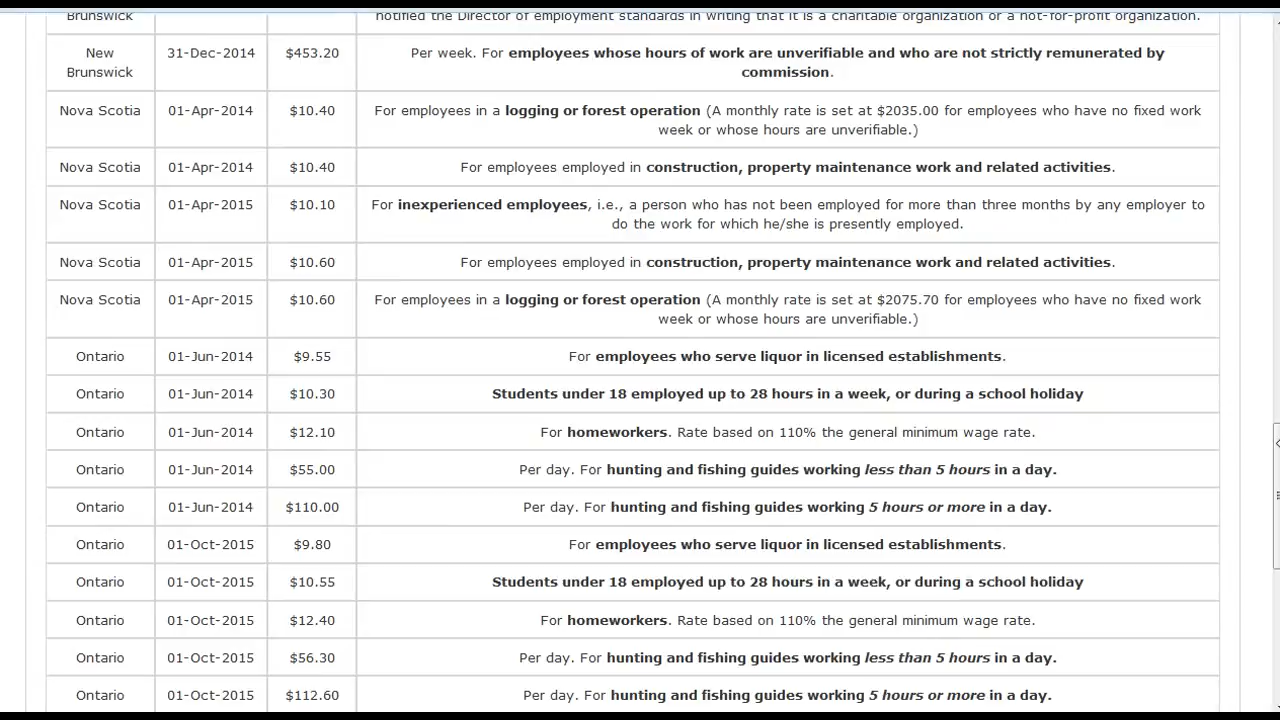 Brunswick notified the Director of employment standards in writing that it is a charitable organization or a not-for-profit organization.
New 31-Dec-2014 $453.20 Per week. For employees whose hours of work are unverifiable and who are not strictly remunerated by
Brunswick commission.
Nova Scotia 01-Apr-2014 $10.40 For employees in a logging or forest operation (A monthly rate is set at $2035.00 for employees who have no fixed work
week or whose hours are unverifiable.)
Nova Scotia 01-Apr-2014 $10.40 For employees employed in construction, property maintenance work and related activities.
Nova Scotia 01-Apr-2015 $10.10 For inexperienced employees, i.e., a person who has not been employed for more than three months by any employer to
do the work for which he/she is presently employed.
Nova Scotia 01-Apr-2015 $10.60 For employees employed in construction, property maintenance work and related activities.
Nova Scotia 01-Apr-2015 $10.60 For employees in a logging or forest operation (A monthly rate is set at $2075.70 for employees who have no fixed work
week or whose hours are unverifiable.)
Ontario 01-Jun-2014 $9.55 For employees who serve liquor in licensed establishments.
Ontario 01-Jun-2014 $10.30 Students under 18 employed up to 28 hours in a week, or during a school holiday
Ontario 01-Jun-2014 $12.10 For homeworkers. Rate based on 110% the general minimum wage rate.
Ontario 01-Jun-2014 $55.00 Per day. For hunting and fishing guides working less than 5 hours in a day.
Ontario 01-Jun-2014 $110.00 Per day. For hunting and fishing guides working 5 hours or more in a day.
Ontario 01-Oct-2015 $9.80 For employees who serve liquor in licensed establishments.
Ontario 01-Oct-2015 $10.55 Students under 18 employed up to 28 hours in a week, or during a school holiday
Ontario 01-Oct-2015 $12.40 For homeworkers. Rate based on 110% the general minimum wage rate.
Ontario 01-Oct-2015 $56.30 Per day. For hunting and fishing guides working less than 5 hours in a day.
Ontario 01-Oct-2015 $112.60 Per day. For hunting and fishing guides working 5 hours or more in a day.